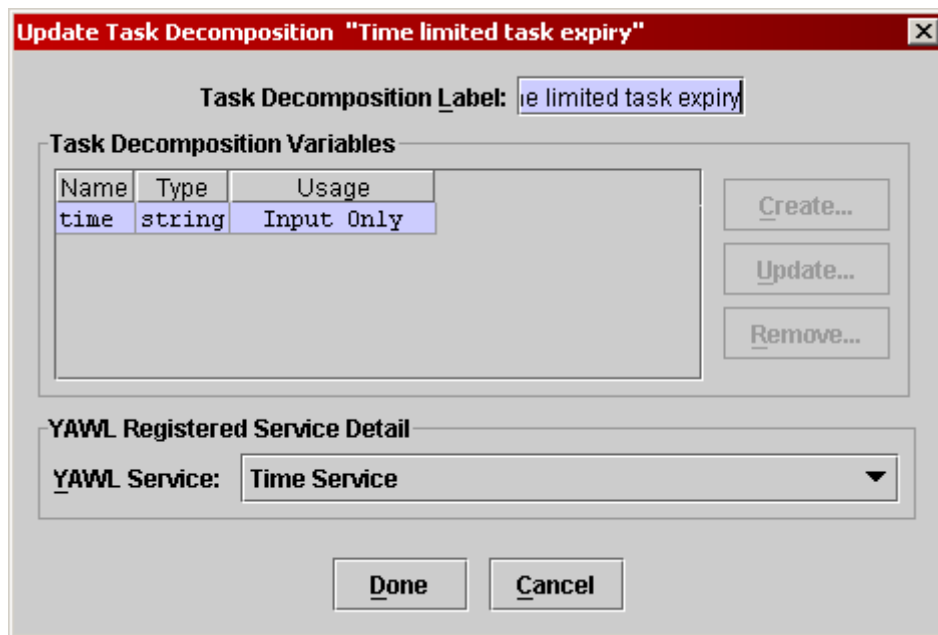 Update Task Decomposition "Time limited task expiry"
Task Decomposition Label: e limited task expiry
Task Decomposition Variables
Name Type Usage
time string Input Only
Create...
Update...
Remove...
YAWL Registered Service Detail
YAWL Service: Time Service
Done Cancel